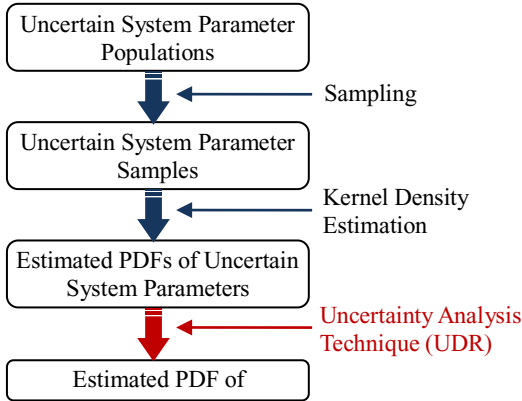 Uncertain System Parameter
Populations
Sampling
Uncertain System Parameter
Samples
Kernel Density
Estimation
Estimated PDFs of Uncertain
System Parameters
Uncertainty Analysis
Technique (UDR)
Estimated PDF of